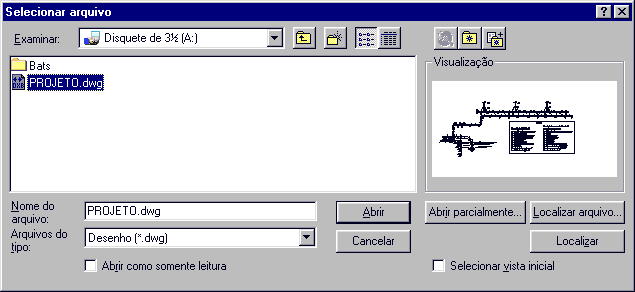 Selecionar arquivo
Examinar:
Disquete de 3½ (A:)
Bats
PROJETO.dwg
Visualização
Nome do
arquivo:
PROJETO.dwg
Abrir
Abrir parcialmente...
Localizar arquivo...
Arquivos do
tipo:
Desenho (*.dwg)
Cancelar
Localizar
Abrir como somente leitura
Selecionar vista inicial